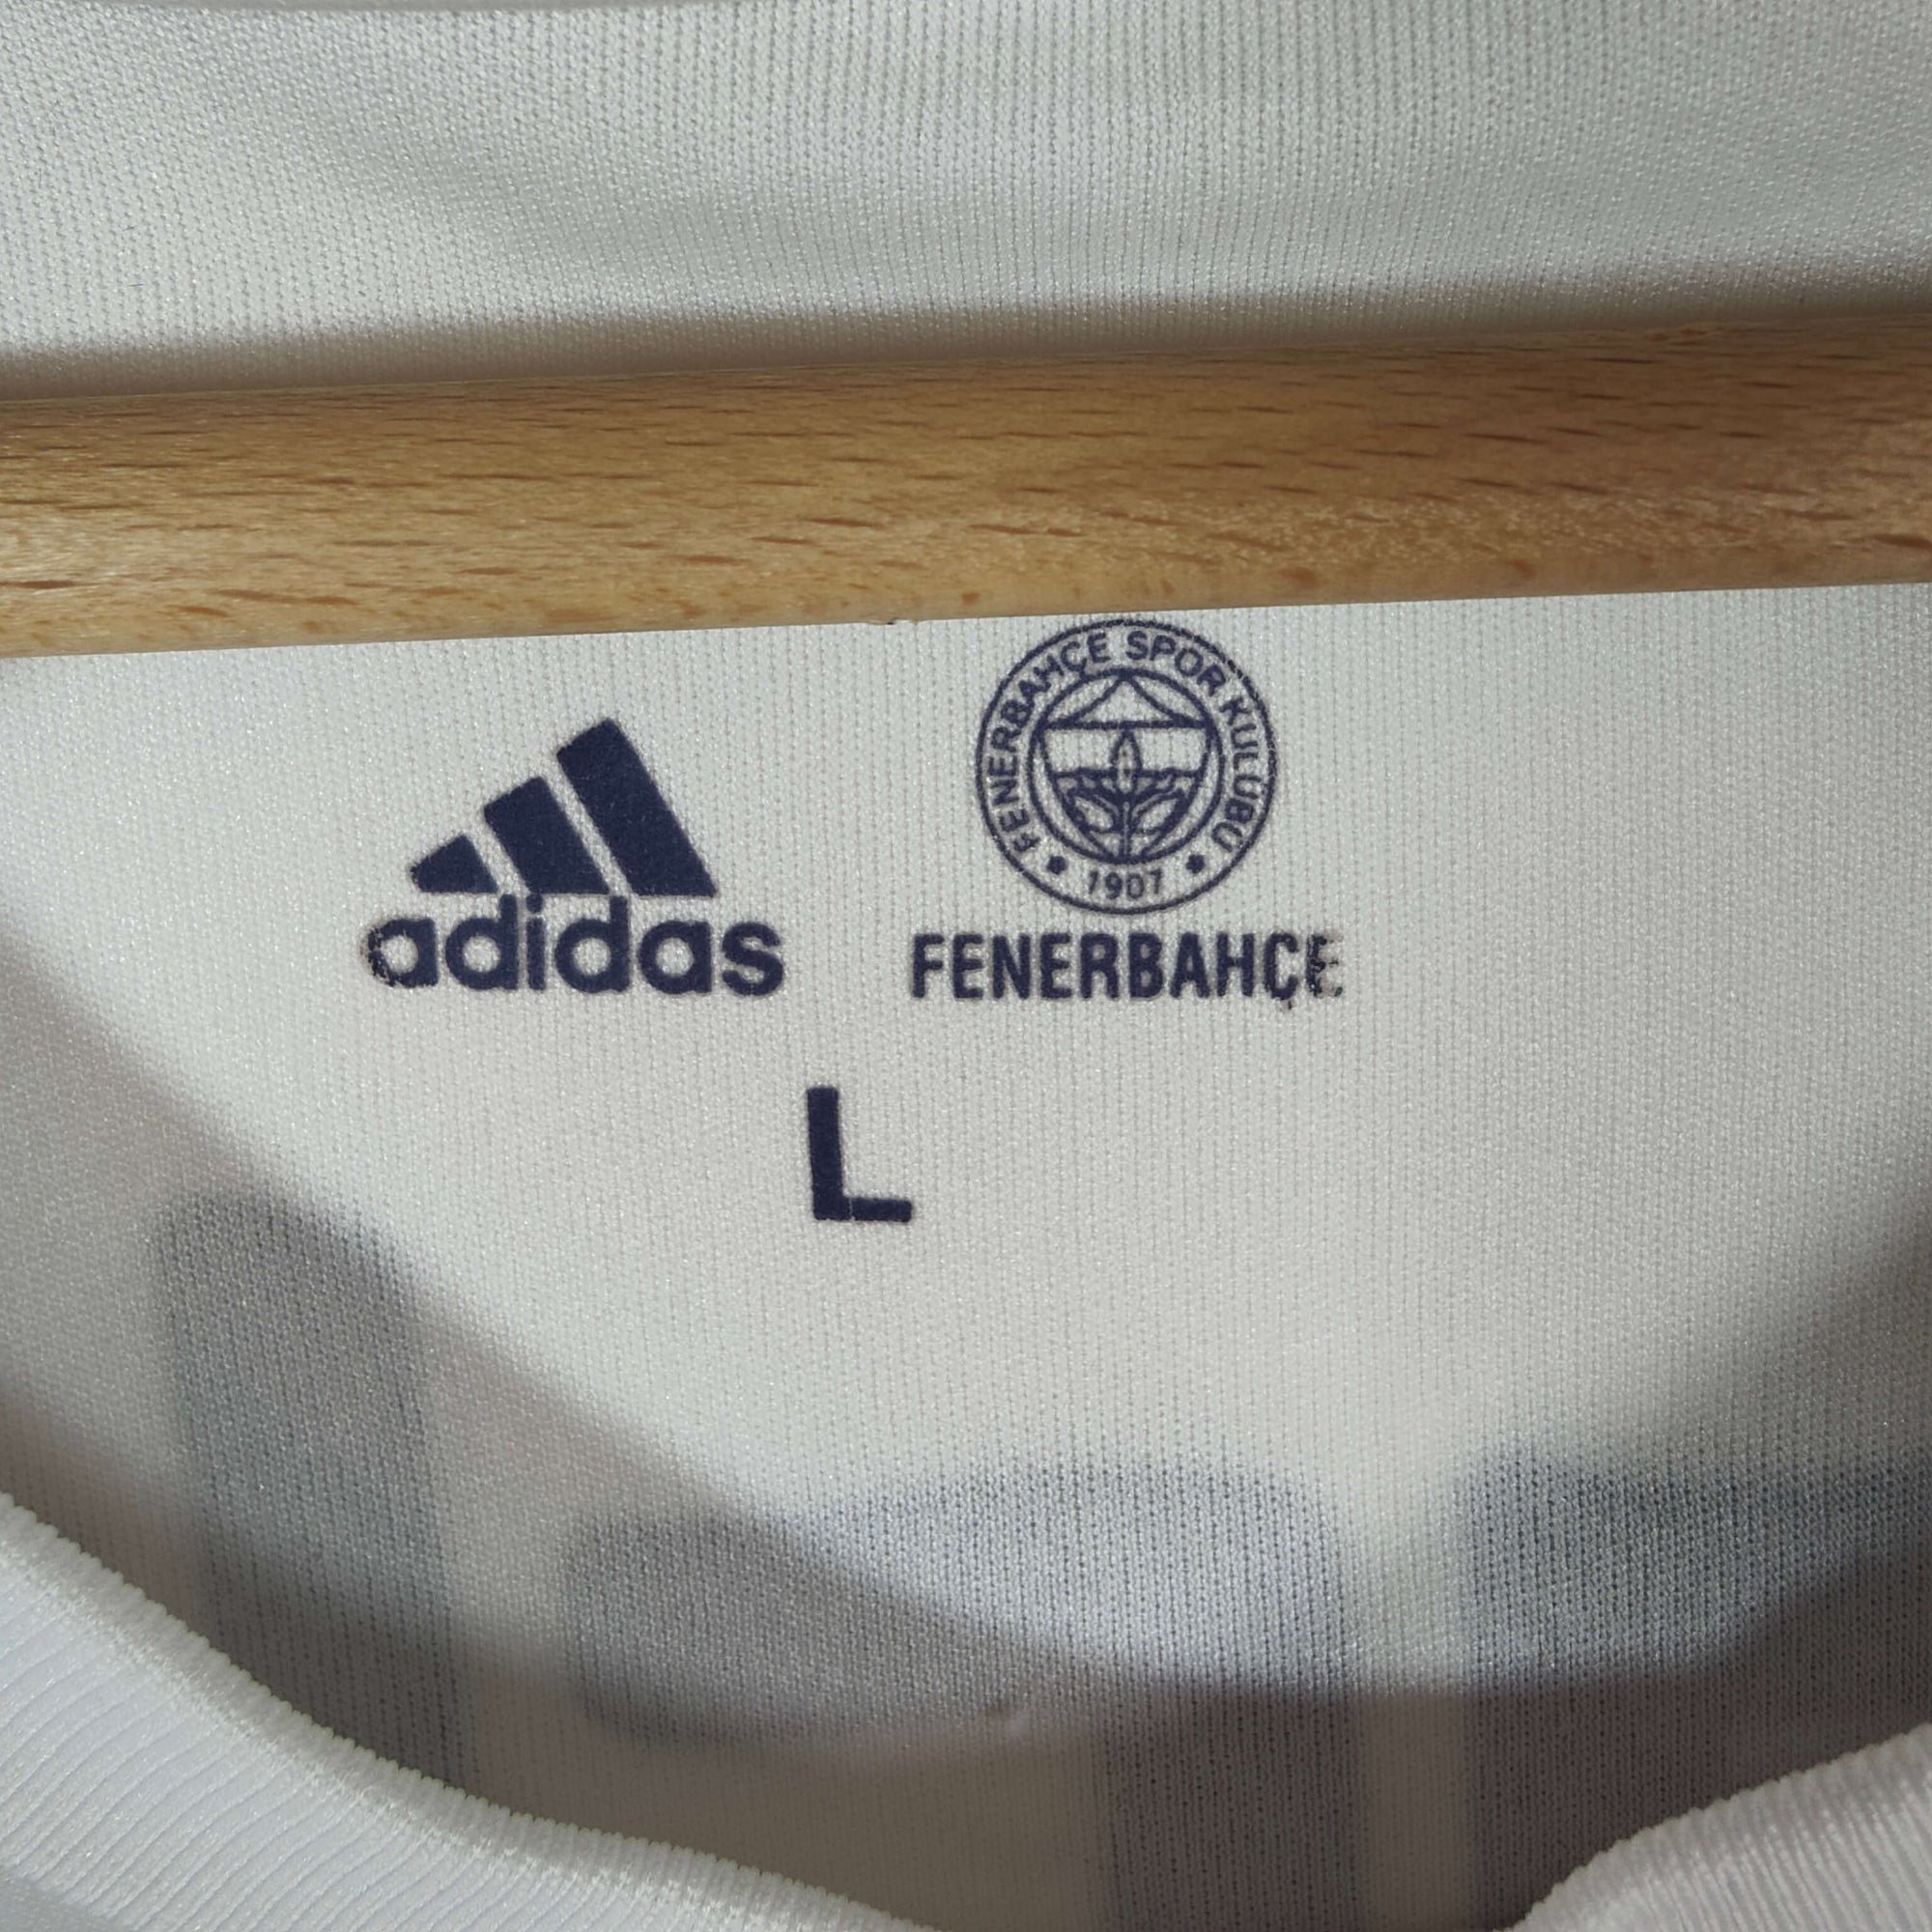 FENERBAHÇE SPOR KULÜBÜ
1907
adidas
FENERBAHÇE
L